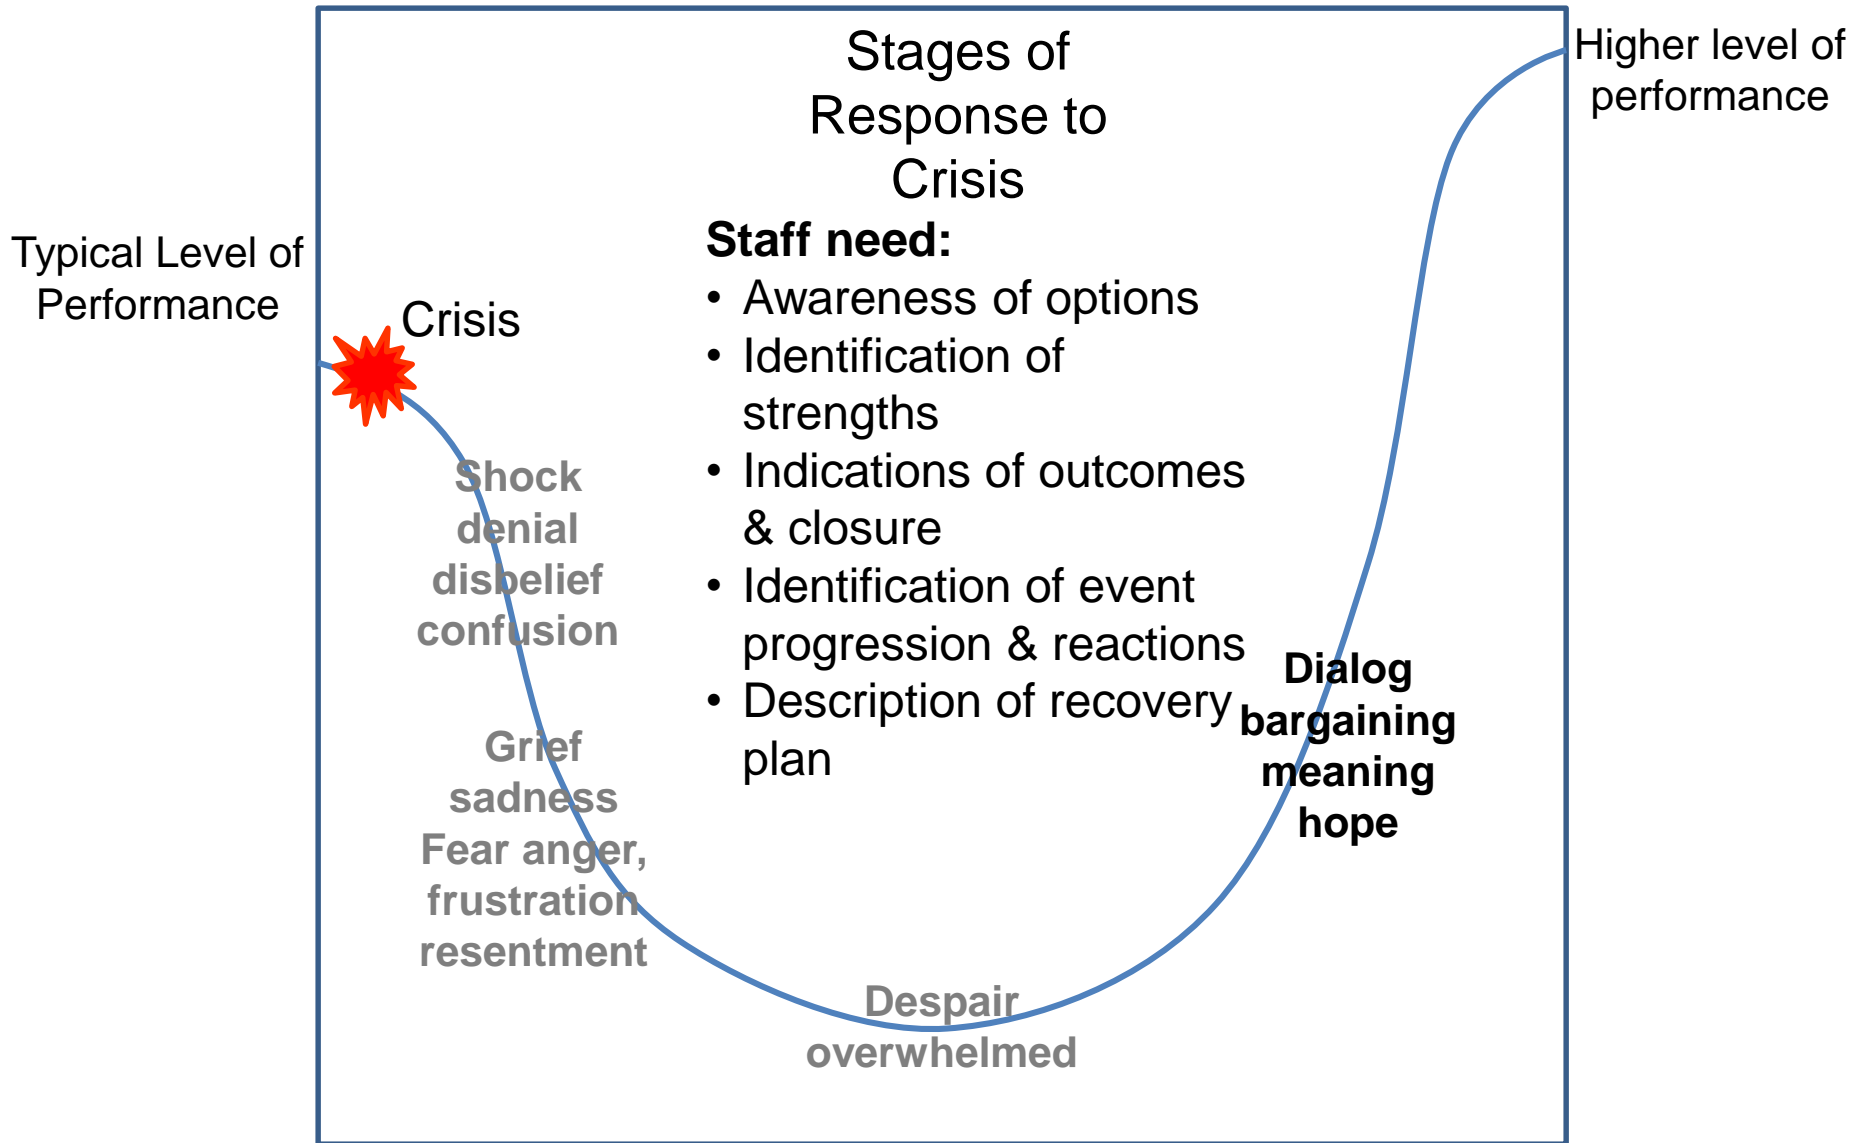 Stages of
Response to
Crisis
Higher level of
performance
Typical Level of
Performance
Crisis
Staff need:
• Awareness of options
• Identification of
strengths
• Indications of outcomes
& closure
• Identification of event
progression & reactions
• Description of recovery
plan
Shock
denial
disbelief
confusion
Grief
sadness
Fear anger,
frustration
resentment
Despair
overwhelmed
Dialog
bargaining
meaning
hope